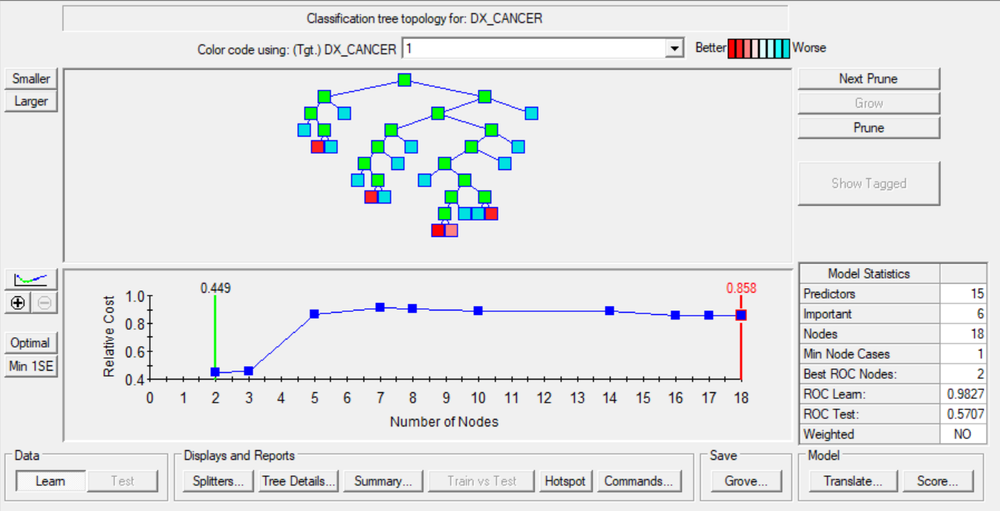 Classification tree topology for: DX_CANCER
Color code using: (Tgt.) DX_CANCER 1 Better Worse
Smaller
Larger
Next Prune
Grow
Prune
Show Tagged
Optimal
Min 1SE
0.449
0.858
Relative Cost
1.0
0.8
0.6
0.4
0 1 2 3 4 5 6 7 8 9 10 11 12 13 14 15 16 17 18
Number of Nodes
Model Statistics
Predictors 15
Important 6
Nodes 18
Min Node Cases 1
Best ROC Nodes: 2
ROC Learn: 0.9827
ROC Test: 0.5707
Weighted NO
Data
Learn Test
Displays and Reports
Splitters... Tree Details... Summary... Train vs Test Hotspot Commands...
Save
Grove...
Model
Translate... Score...